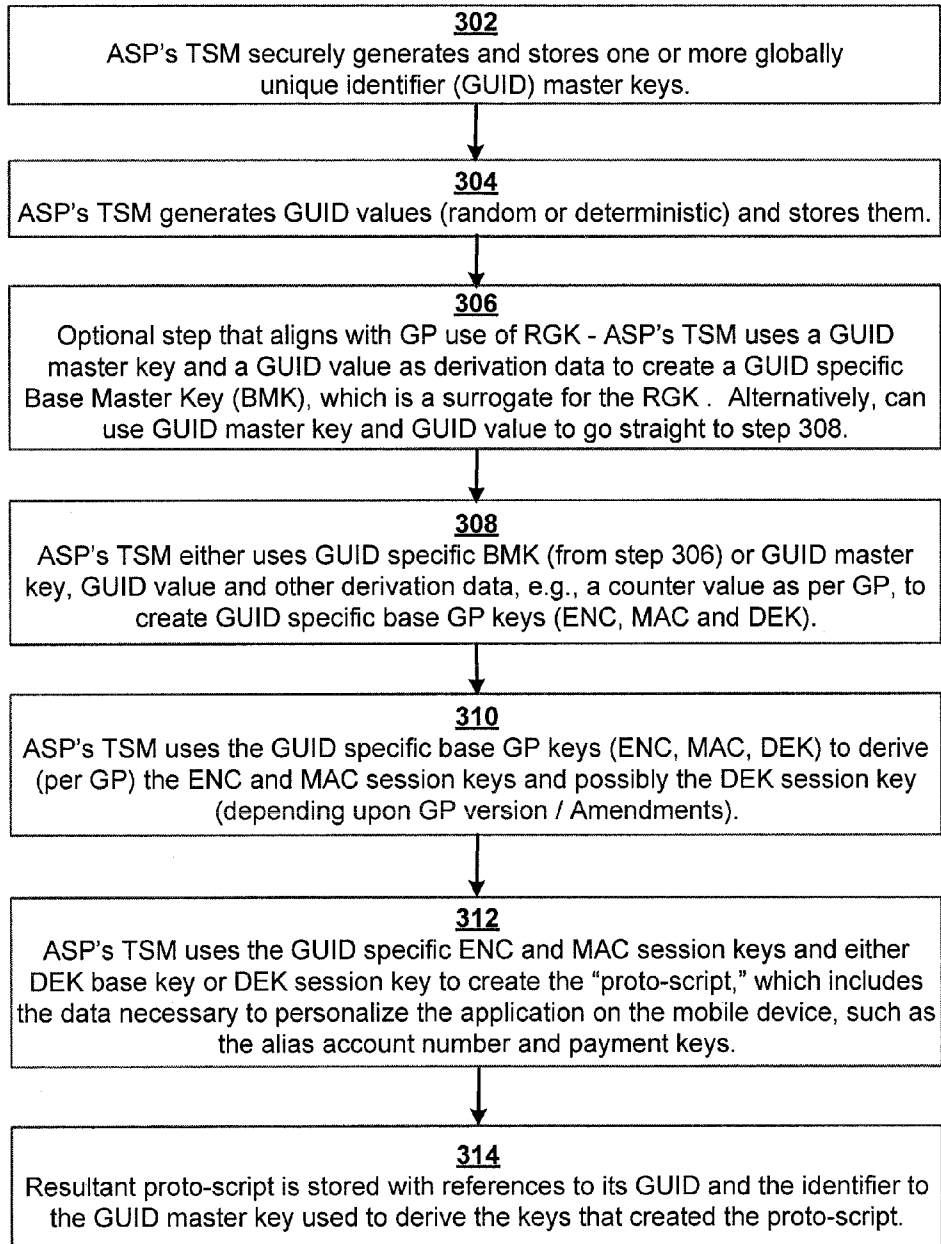 302
ASP's TSM securely generates and stores one or more globally
unique identifier (GUID) master keys.
304
ASP's TSM generates GUID values (random or deterministic) and stores them.
306
Optional step that aligns with GP use of RGK - ASP's TSM uses a GUID
master key and a GUID value as derivation data to create a GUID specific
Base Master Key (BMK), which is a surrogate for the RGK . Alternatively, can
use GUID master key and GUID value to go straight to step 308.
308
ASP's TSM either uses GUID specific BMK (from step 306) or GUID master
key, GUID value and other derivation data, e.g., a counter value as per GP, to
create GUID specific base GP keys (ENC, MAC and DEK).
310
ASP's TSM uses the GUID specific base GP keys (ENC, MAC, DEK) to derive
(per GP) the ENC and MAC session keys and possibly the DEK session key
(depending upon GP version / Amendments).
312
ASP's TSM uses the GUID specific ENC and MAC session keys and either
DEK base key or DEK session key to create the “proto-script,” which includes
the data necessary to personalize the application on the mobile device, such as
the alias account number and payment keys.
314
Resultant proto-script is stored with references to its GUID and the identifier to
the GUID master key used to derive the keys that created the proto-script.